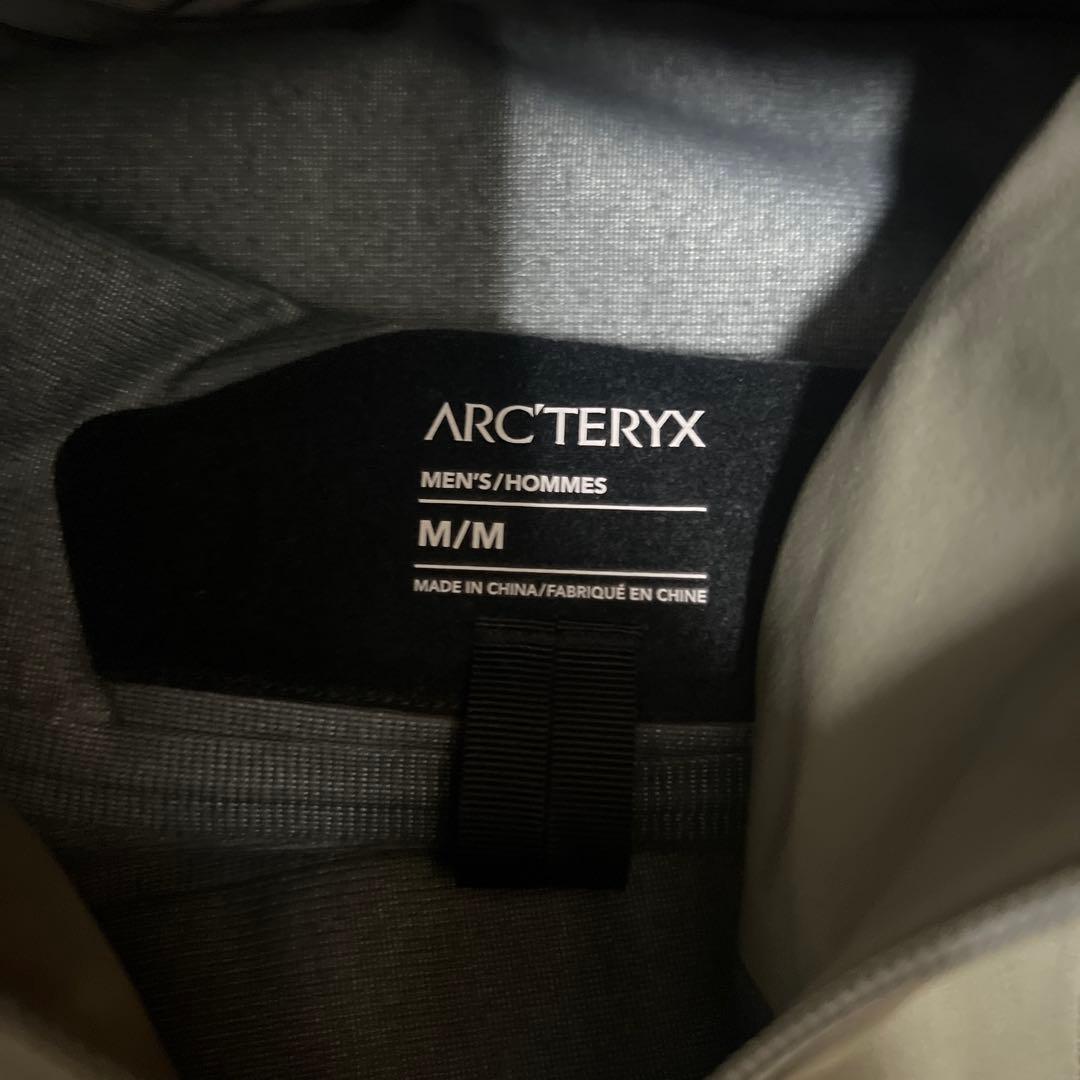 ARC'TERYX
MEN'S/HOMMES
M/M
MADE IN CHINA/FABRIQUÉ EN CHINE